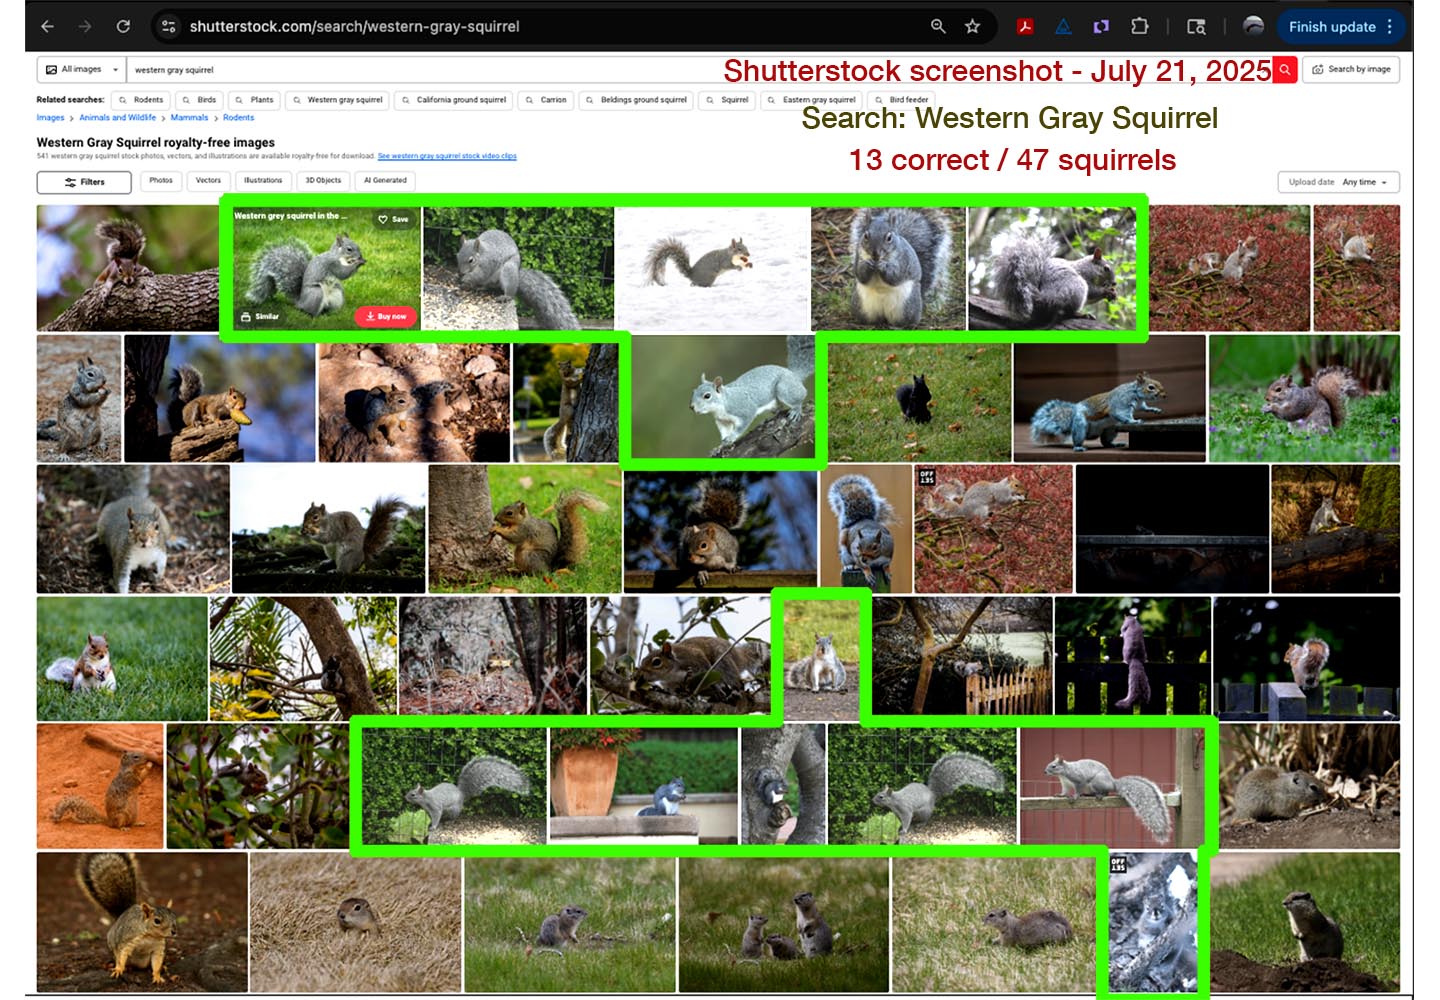 shutterstock.com/search/western-gray-squirrel
Finish update
All images
western gray squirrel
Shutterstock screenshot - July 21, 2025
Search by image
Related searches:
Rodents
Birds
Plants
Western gray squirrel
California ground squirrel
Carrion
Beldings ground squirrel
Squirrel
Eastern gray squirrel
Bird feeder
Images > Animals and Wildlife > Mammals > Rodents
Search: Western Gray Squirrel
Western Gray Squirrel royalty-free images
541 western gray squirrel stock photos, vectors, and illustrations are available royalty-free for download. See western gray squirrel stock video clips
13 correct / 47 squirrels
Filters
Photos
Vectors
Illustrations
3D Objects
AI Generated
Upload date Any time
Western grey squirrel in the ...
Save
Similar
Buy now
OFF
SET
OFF
SET